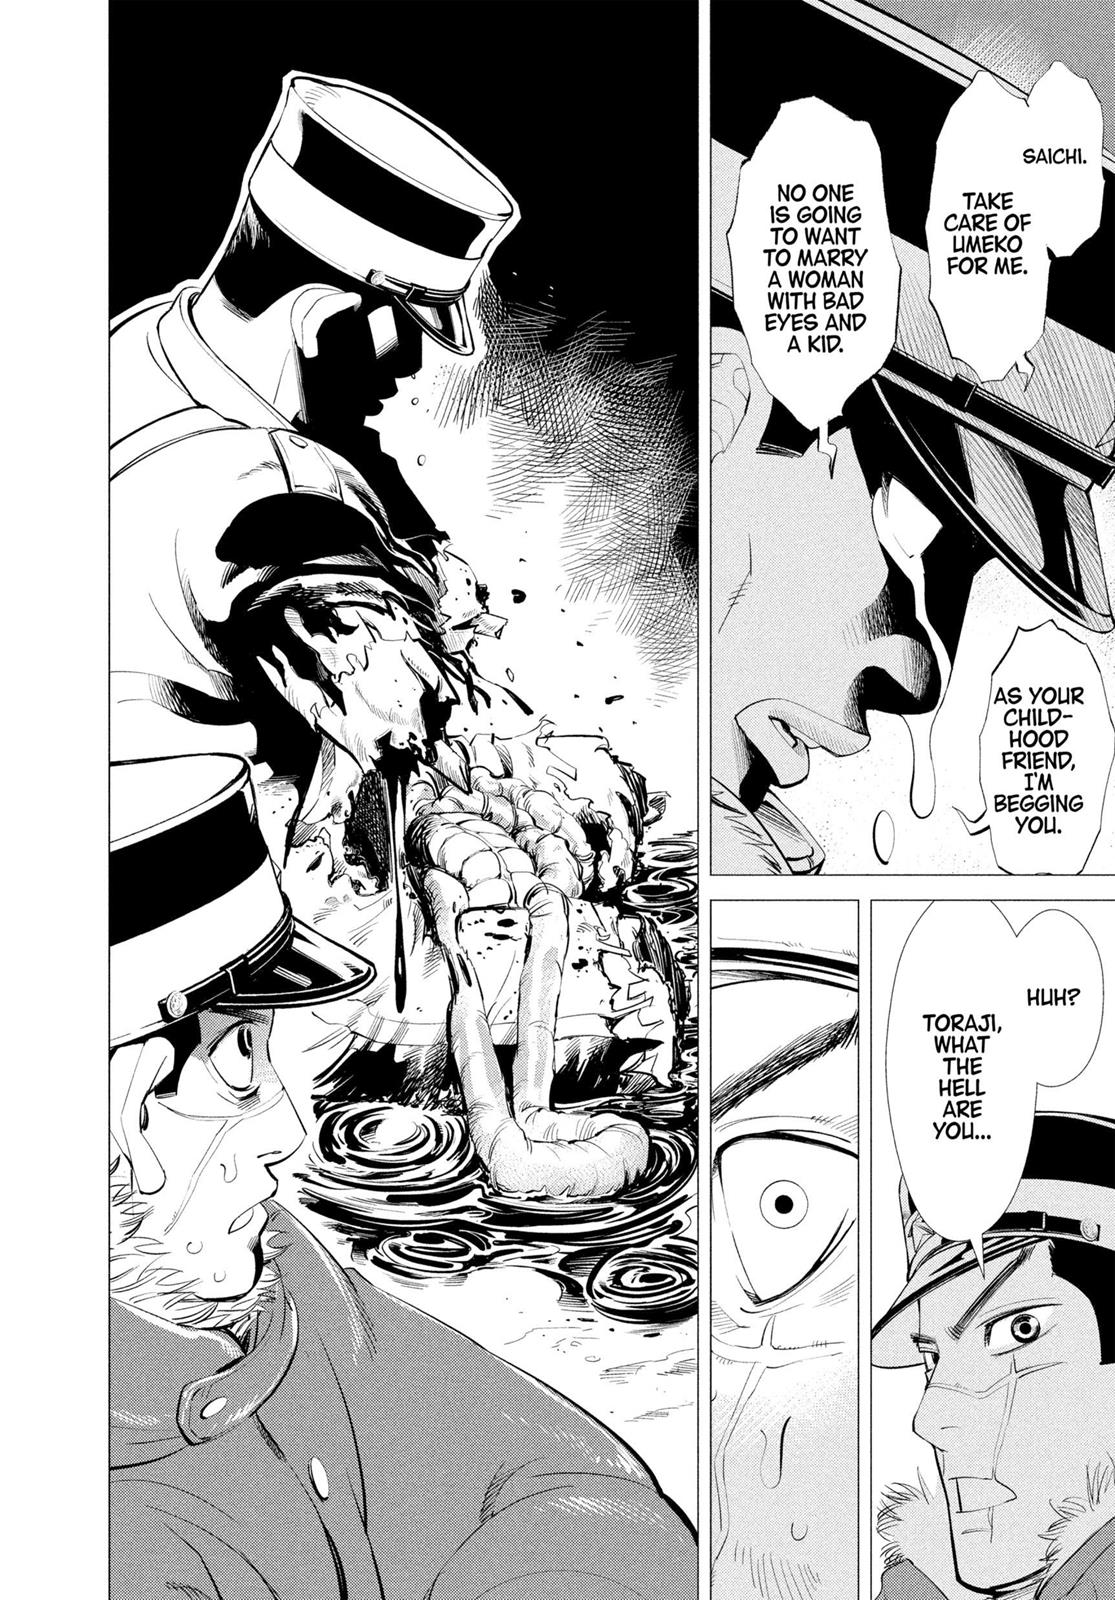 SAICHI.
TAKE
CARE OF
UMEKO
FOR ME.
NO ONE
IS GOING
TO WANT
TO MARRY
A WOMAN
WITH BAD
EYES AND
A KID.
AS YOUR
CHILD-
HOOD
FRIEND,
I'M
BEGGING
YOU.
HUH?
TORAJI,
WHAT
THE
HELL
ARE
YOU...